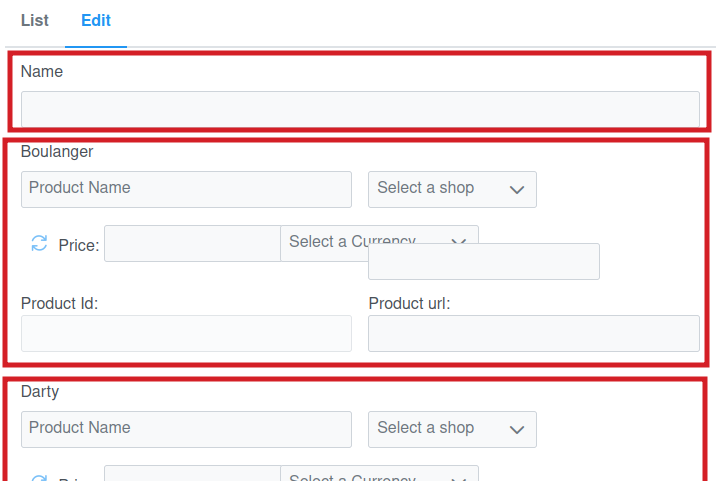 List Edit
Name
Boulanger
Product Name Select a shop
Price: Select a Currency
Product Id: Product url:
Darty
Product Name Select a shop
Price: Select a Currency